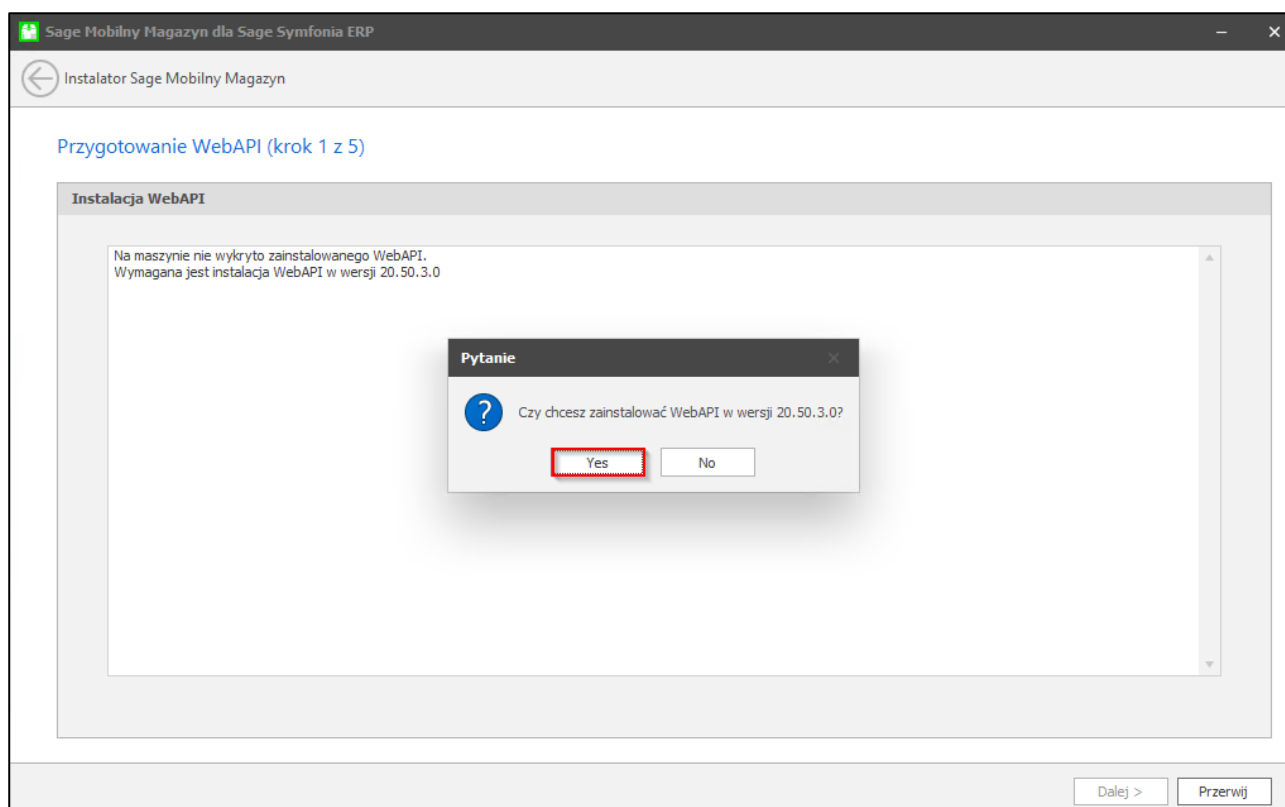 Sage Mobilny Magazyn dla Sage Symfonia ERP
Instalator Sage Mobilny Magazyn
Przygotowanie WebAPI (krok 1 z 5)
Instalacja WebAPI
Na maszynie nie wykryto zainstalowanego WebAPI.
Wymagana jest instalacja WebAPI w wersji 20.50.3.0
Pytanie
Czy chcesz zainstalować WebAPI w wersji 20.50.3.0?
Yes No
Dalej > Przerwij